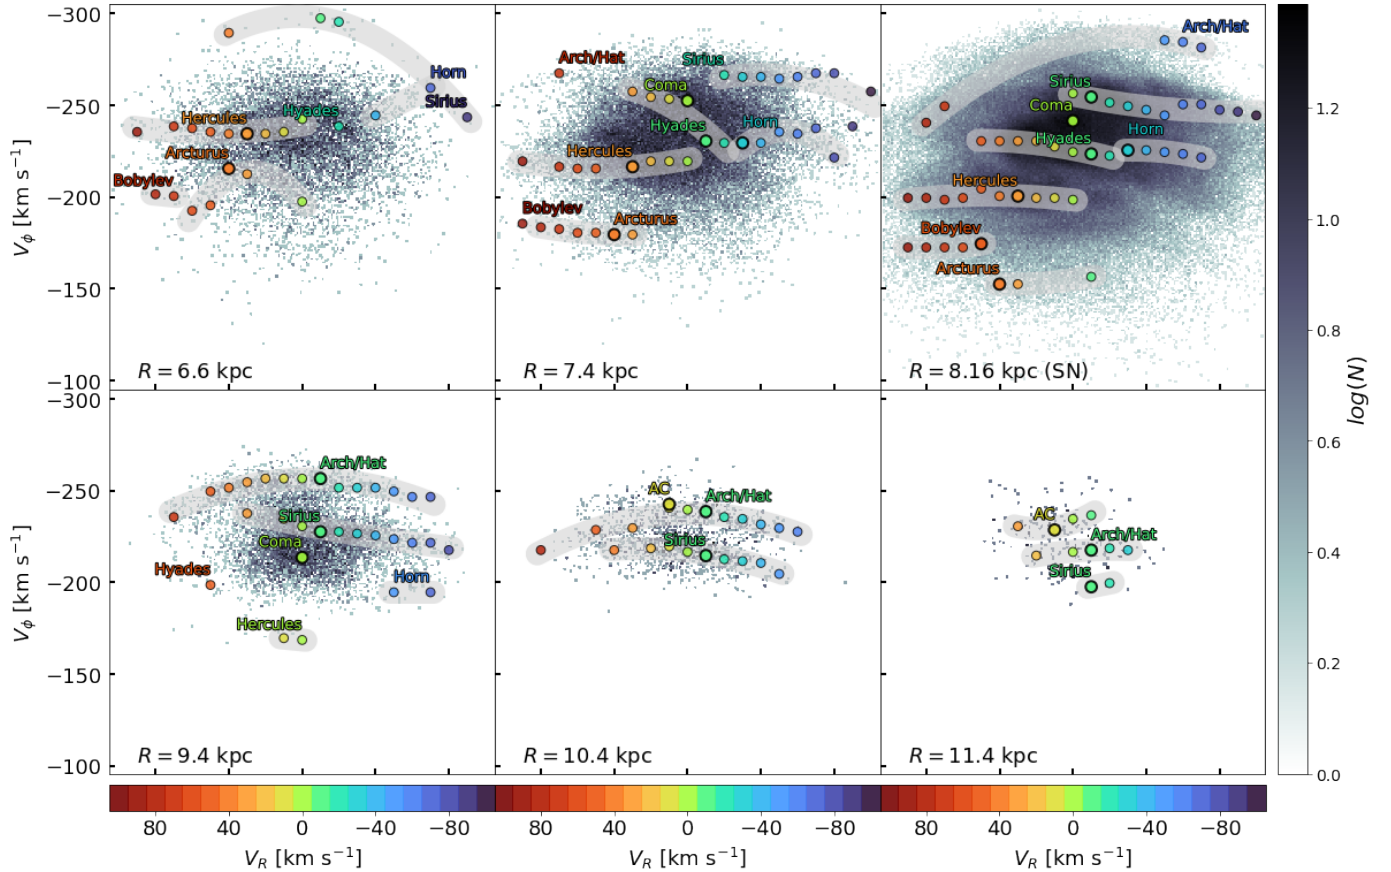 −300
−250
−200
−150
−100
V_ϕ [km s⁻¹]
Horn
Sirius
Hyades
Hercules
Arcturus
Bobylev
R = 6.6 kpc
Arch/Hat
Sirius
Coma
Hyades
Horn
Hercules
Bobylev
Arcturus
R = 7.4 kpc
Arch/Hat
Sirius
Coma
Hyades
Horn
Hercules
Bobylev
Arcturus
R = 8.16 kpc (SN)
−300
−250
−200
−150
−100
V_ϕ [km s⁻¹]
Arch/Hat
Sirius
Coma
Hyades
Horn
Hercules
R = 9.4 kpc
AC
Arch/Hat
Sirius
R = 10.4 kpc
AC
Arch/Hat
Sirius
R = 11.4 kpc
80 40 0 −40 −80
V_R [km s⁻¹]
80 40 0 −40 −80
V_R [km s⁻¹]
80 40 0 −40 −80
V_R [km s⁻¹]
1.2
1.0
0.8
0.6
0.4
0.2
0.0
log(N)